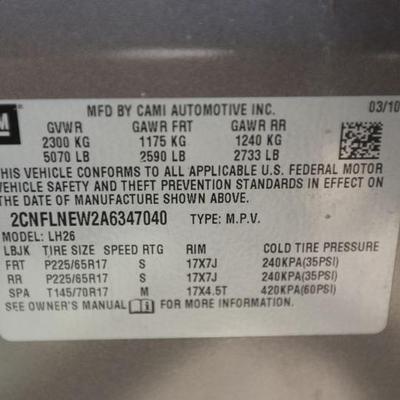 M
MFD BY CAMI AUTOMOTIVE INC. 03/10
GVWR GAWR FRT GAWR RR
2300 KG 1175 KG 1240 KG
5070 LB 2590 LB 2733 LB
THIS VEHICLE CONFORMS TO ALL APPLICABLE U.S. FEDERAL MOTOR
VEHICLE SAFETY AND THEFT PREVENTION STANDARDS IN EFFECT ON
THE DATE OF MANUFACTURE SHOWN ABOVE.
2CNFLNEW2A6347040 TYPE: M.P.V.
MODEL: LH26
LBJK TIRE SIZE SPEED RTG RIM COLD TIRE PRESSURE
FRT P225/65R17 S 17X7J 240KPA(35PSI)
RR P225/65R17 S 17X7J 240KPA(35PSI)
SPA T145/70R17 M 17X4.5T 420KPA(60PSI)
SEE OWNER'S MANUAL FOR MORE INFORMATION.